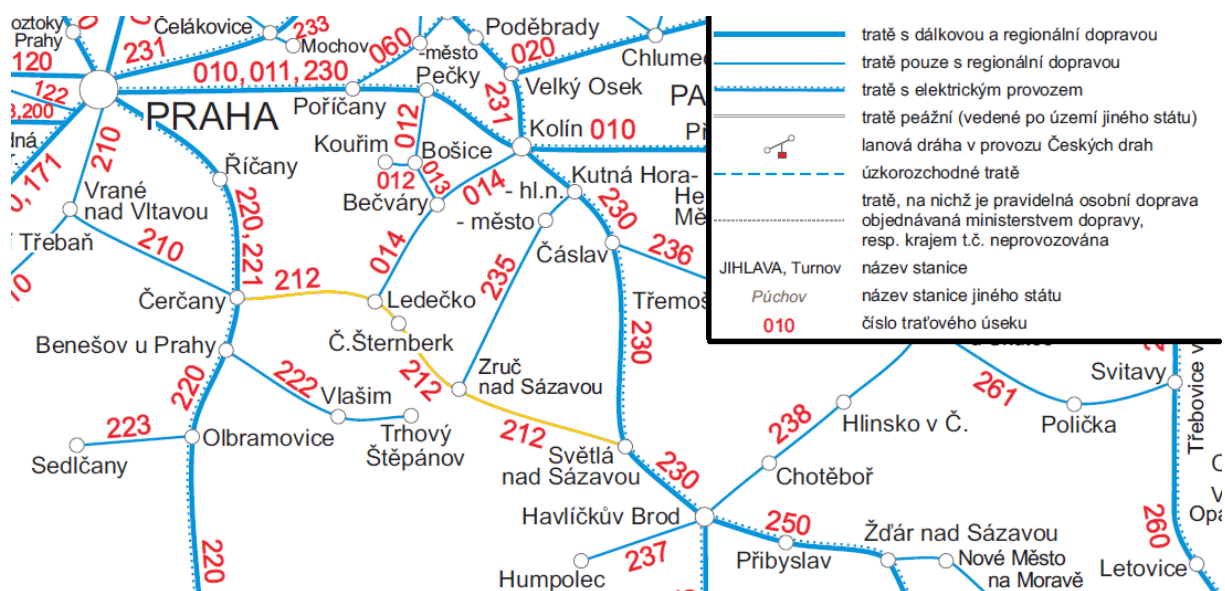 oztoky
Prahy
120
122
,200
231
Čelákovice
233
Mochov
060
-město
Poděbrady
020
Chlumec
010, 011, 230
Poříčany
Pečky
Velký Osek
231
PRAHA
210
012
Kouřim
Bošice
012
013
Bečváry
014
Kolín
010
PA
Kutná Hora-
- hl.n.
- město
230
171
Říčany
Vrané
nad Vltavou
220, 221
210
Třebaň
014
235
Čáslav
236
Třemoš
Čerčany
212
Ledečko
Č.Šternberk
230
Benešov u Prahy
212
Zruč
nad Sázavou
222
Vlašim
220
223
Sedlčany
Olbramovice
Trhový
Štěpánov
212
Světlá
nad Sázavou
230
238
Hlinsko v Č.
Chotěboř
261
Polička
Svitavy
Třebovice v
Havlíčkův Brod
250
237
Humpolec
Přibyslav
Žďár nad Sázavou
Nové Město
na Moravě
260
Letovice
Opa
220
tratě s dálkovou a regionální dopravou
tratě pouze s regionální dopravou
tratě s elektrickým provozem
tratě peážní (vedené po území jiného státu)
lanová dráha v provozu Českých drah
úzkorozchodné tratě
tratě, na nichž je pravidelná osobní doprava
objednávaná ministerstvem dopravy,
resp. krajem t.č. neprovozována
JIHLAVA, Turnov název stanice
Púchov název stanice jiného státu
010 číslo traťového úseku